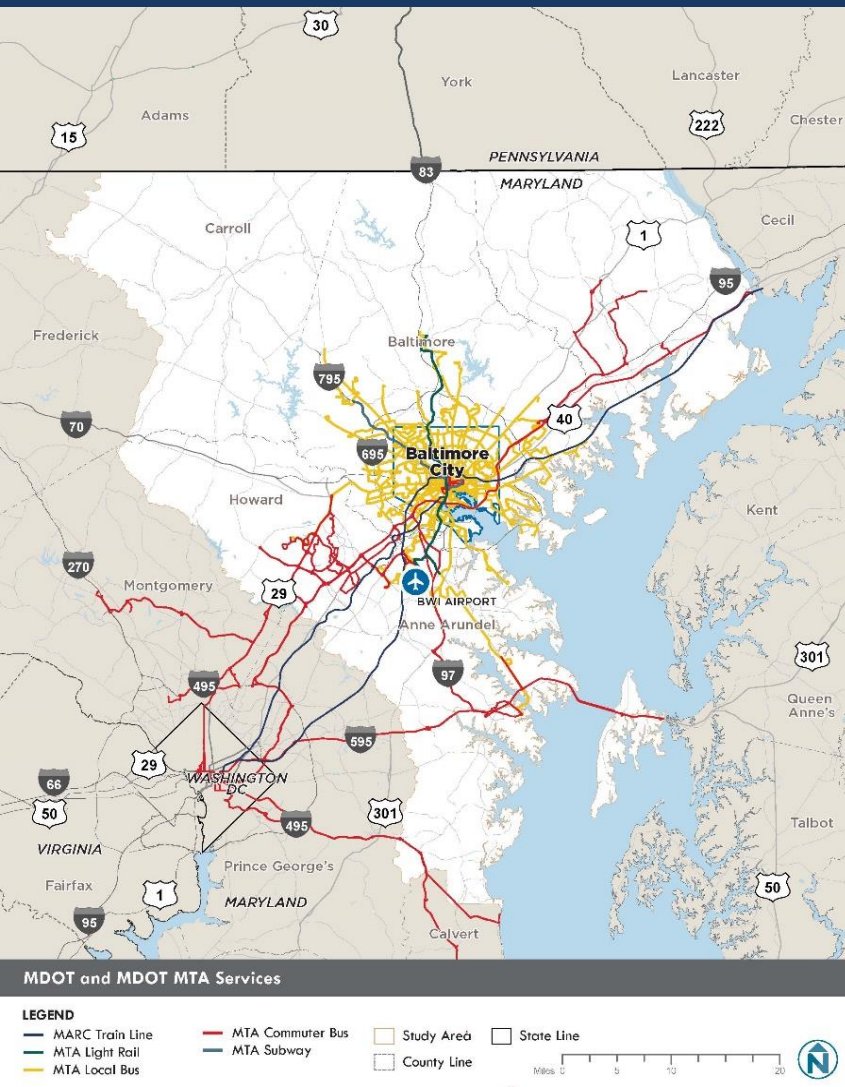 30
York
Lancaster
Adams
222
Chester
15
PENNSYLVANIA
83
MARYLAND
Carroll
1
Cecil
95
Frederick
Baltimore
795
70
40
695
Baltimore
City
Howard
Kent
270
Montgomery
29
BWI AIRPORT
Anne Arundel
301
97
495
Queen
Anne's
595
29
66
WASHINGTON
DC
50
495
301
Talbot
VIRGINIA
Prince George's
Fairfax
1
50
MARYLAND
95
Calvert
MDOT and MDOT MTA Services
LEGEND
MARC Train Line
MTA Commuter Bus
Study Area
State Line
MTA Light Rail
MTA Subway
County Line
MTA Local Bus
Miles 0 5 10 20
N